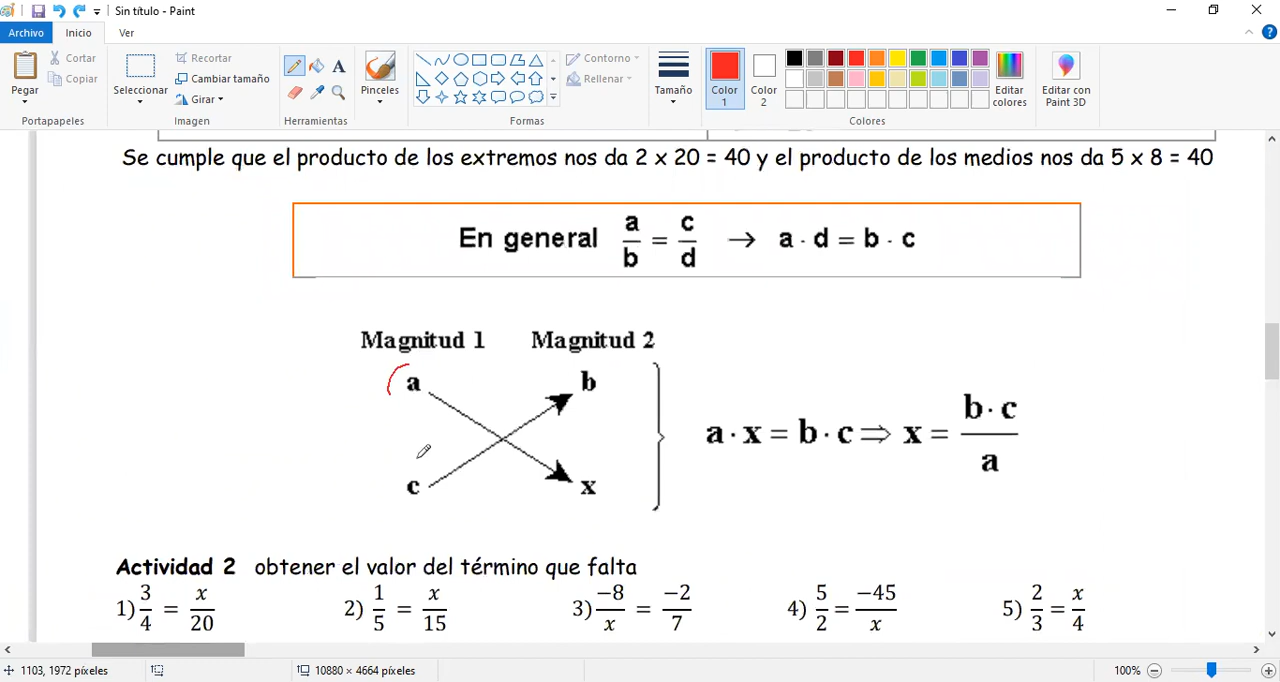 Sin título - Paint
Archivo Inicio Ver
Pegar
Cortar
Copiar
Portapapeles
Seleccionar
Recortar
Cambiar tamaño
Girar
Imagen
A
Herramientas
Pinceles
Contorno
Rellenar
Formas
Tamaño
Color 1
Color 2
Editar colores
Editar con Paint 3D
Colores
Se cumple que el producto de los extremos nos da 2 x 20 = 40 y el producto de los medios nos da 5 x 8 = 40
En general a/b = c/d → a · d = b · c
Magnitud 1 Magnitud 2
a b
c x
a · x = b · c ⇒ x = b · c / a
Actividad 2 obtener el valor del término que falta
1) 3/4 = x/20 2) 1/5 = x/15 3) −8/x = −2/7 4) 5/2 = −45/x 5) 2/3 = x/4
1103, 1972 píxeles 10880 × 4664 píxeles 100%